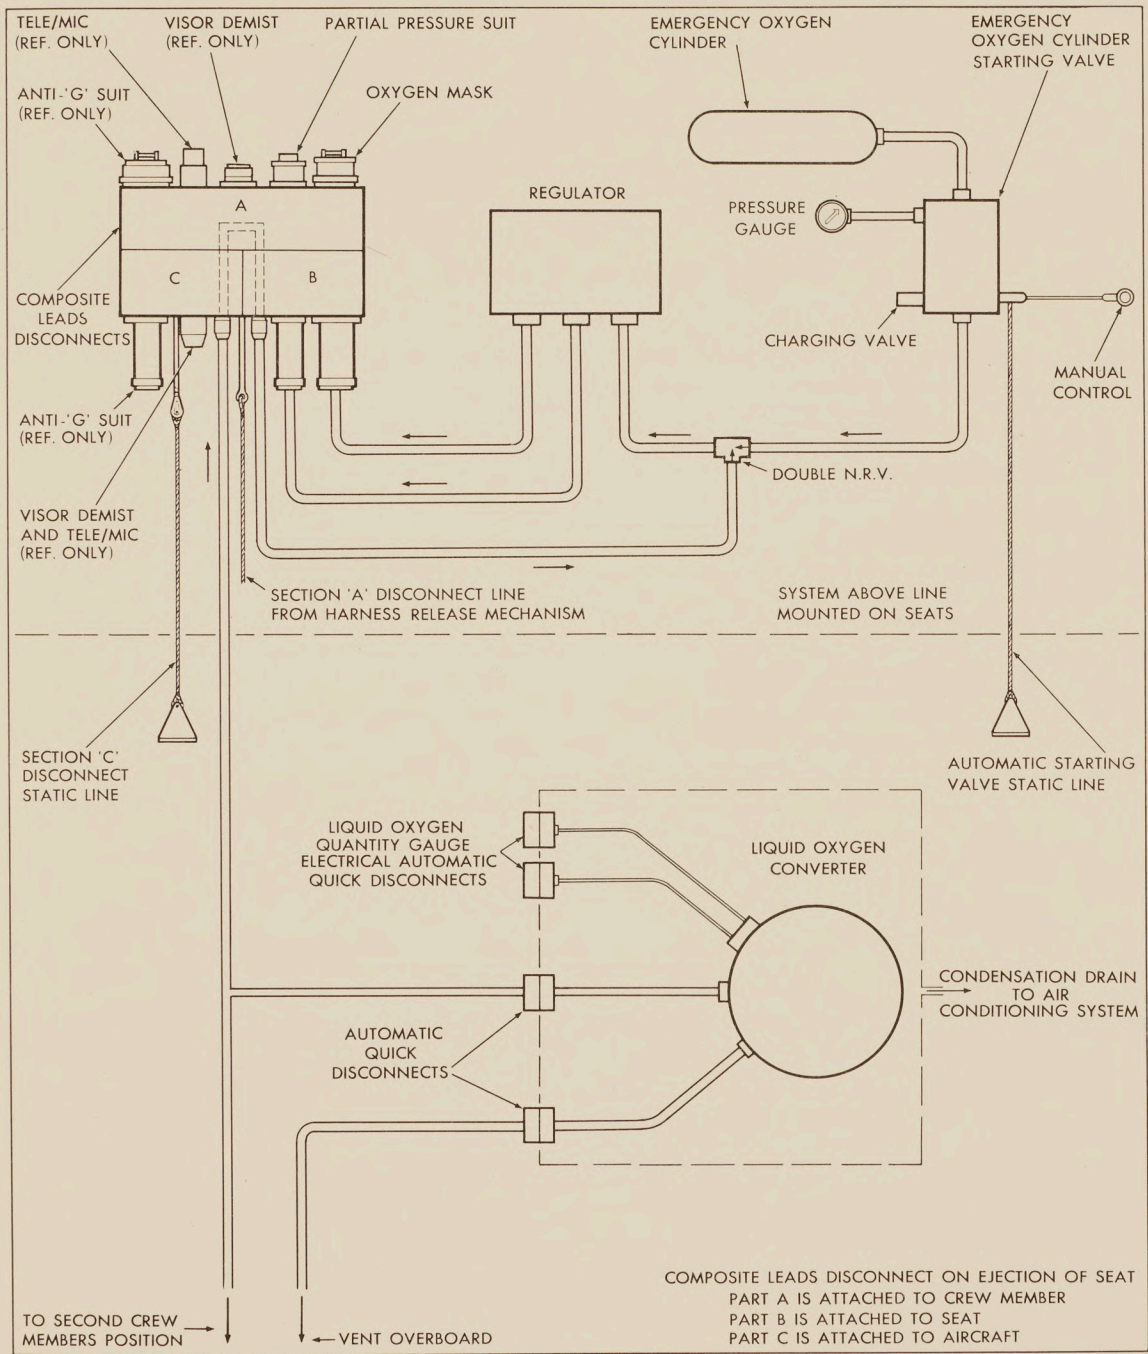 TELE/MIC
(REF. ONLY)
VISOR DEMIST
(REF. ONLY)
PARTIAL PRESSURE SUIT
EMERGENCY OXYGEN
CYLINDER
EMERGENCY
OXYGEN CYLINDER
STARTING VALVE
ANTI-'G' SUIT
(REF. ONLY)
OXYGEN MASK
REGULATOR
PRESSURE
GAUGE
A
C
B
COMPOSITE
LEADS
DISCONNECTS
CHARGING VALVE
MANUAL
CONTROL
ANTI-'G' SUIT
(REF. ONLY)
DOUBLE N.R.V.
VISOR DEMIST
AND TELE/MIC
(REF. ONLY)
SECTION 'A' DISCONNECT LINE
FROM HARNESS RELEASE MECHANISM
SYSTEM ABOVE LINE
MOUNTED ON SEATS
SECTION 'C'
DISCONNECT
STATIC LINE
AUTOMATIC STARTING
VALVE STATIC LINE
LIQUID OXYGEN
QUANTITY GAUGE
ELECTRICAL AUTOMATIC
QUICK DISCONNECTS
LIQUID OXYGEN
CONVERTER
CONDENSATION DRAIN
TO AIR
CONDITIONING SYSTEM
AUTOMATIC
QUICK
DISCONNECTS
COMPOSITE LEADS DISCONNECT ON EJECTION OF SEAT
PART A IS ATTACHED TO CREW MEMBER
PART B IS ATTACHED TO SEAT
PART C IS ATTACHED TO AIRCRAFT
TO SECOND CREW
MEMBERS POSITION
VENT OVERBOARD